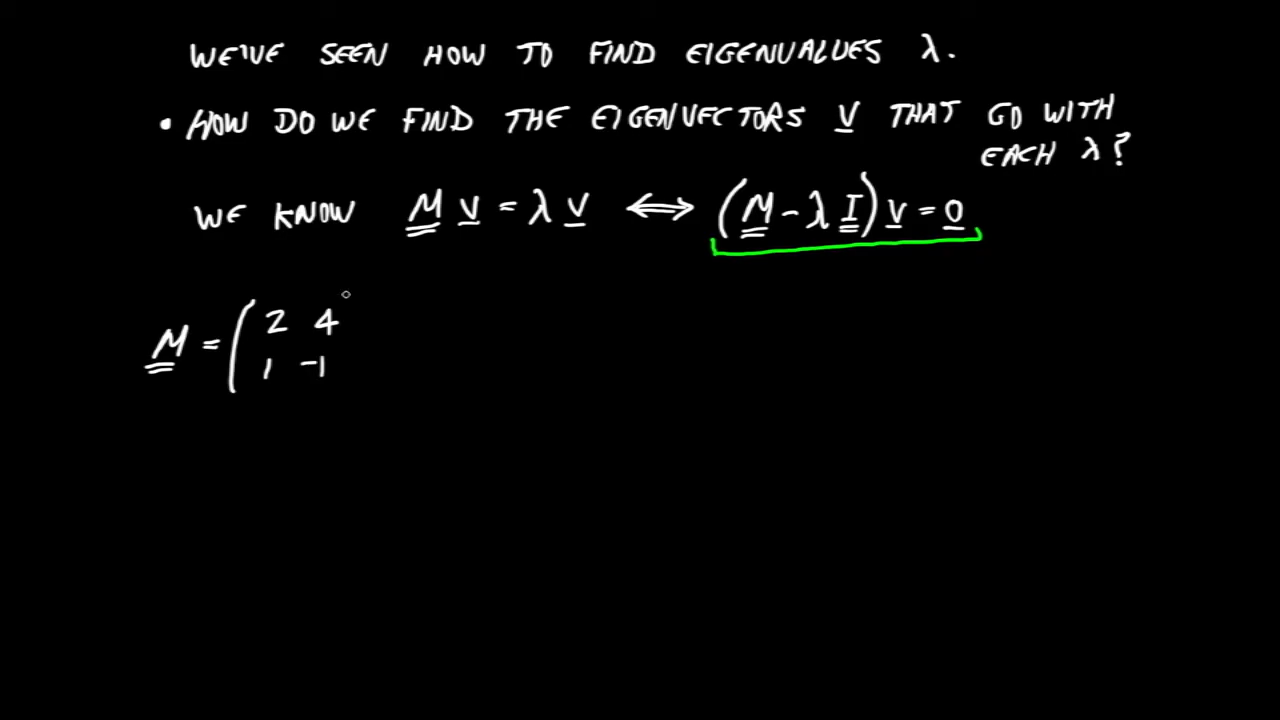 WE'VE SEEN HOW TO FIND EIGENVALUES λ.
• HOW DO WE FIND THE EIGENVECTORS V THAT GO WITH
EACH λ?
WE KNOW M V = λ V ⟺ (M - λ I) V = 0
M = ( 2 4
1 -1